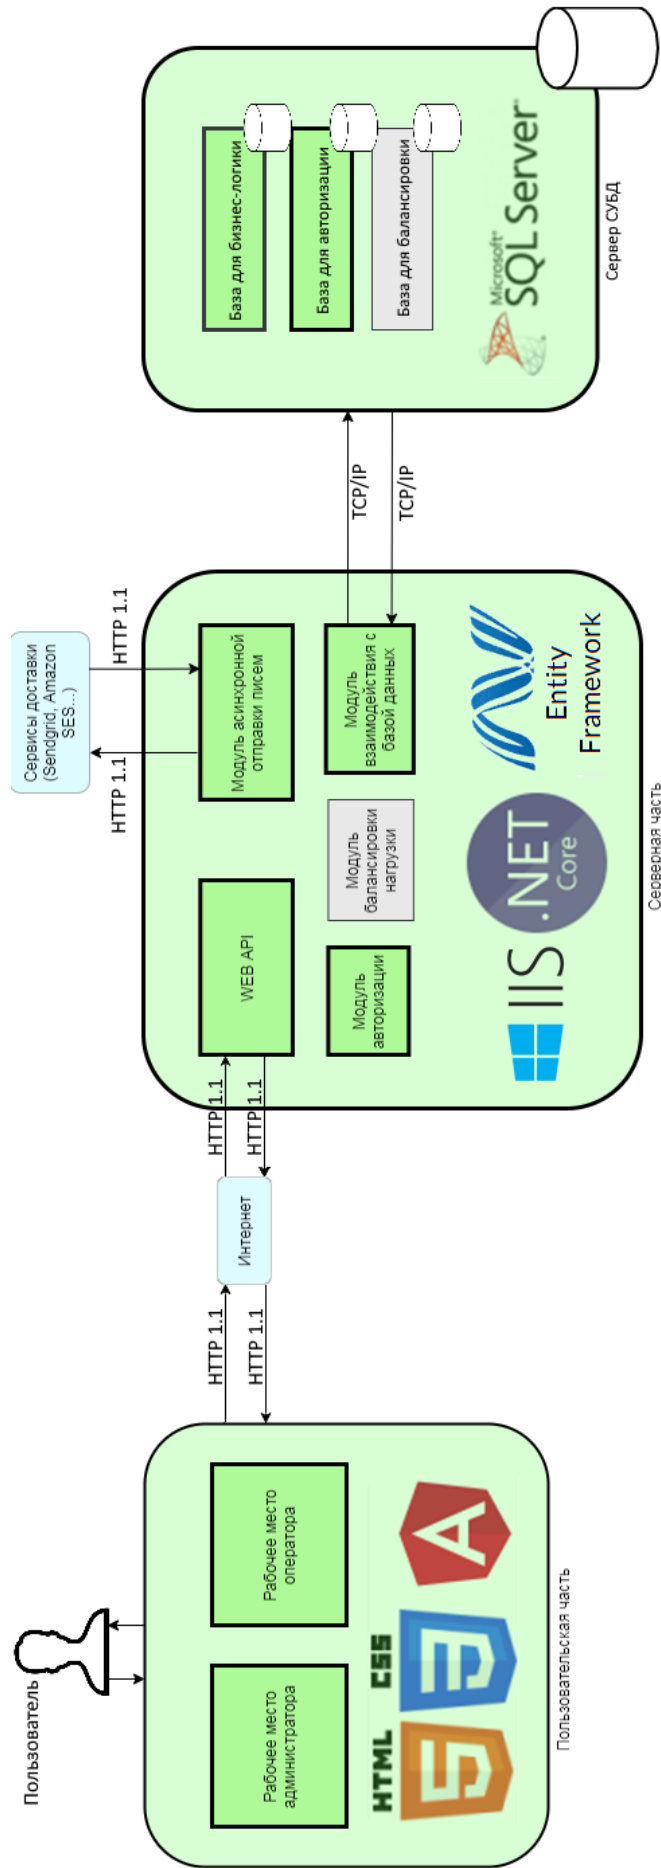 Пользователь
Рабочее место
администратора
Рабочее место
оператора
HTML
CSS
5
3
A
Пользовательская часть
HTTP 1.1
HTTP 1.1
Интернет
HTTP 1.1
HTTP 1.1
WEB API
Модуль
авторизации
Модуль
балансировки
нагрузки
Модуль асинхронной
отправки писем
Модуль
взаимодействия с
базой данных
HTTP 1.1
HTTP 1.1
Сервисы доставки
(Sendgrid, Amazon
SES...)
IIS
.NET
Core
Entity
Framework
Серверная часть
TCP/IP
TCP/IP
База для
бизнес-логики
База для авторизации
База для балансировки
Microsoft®
SQL Server®
Сервер СУБД